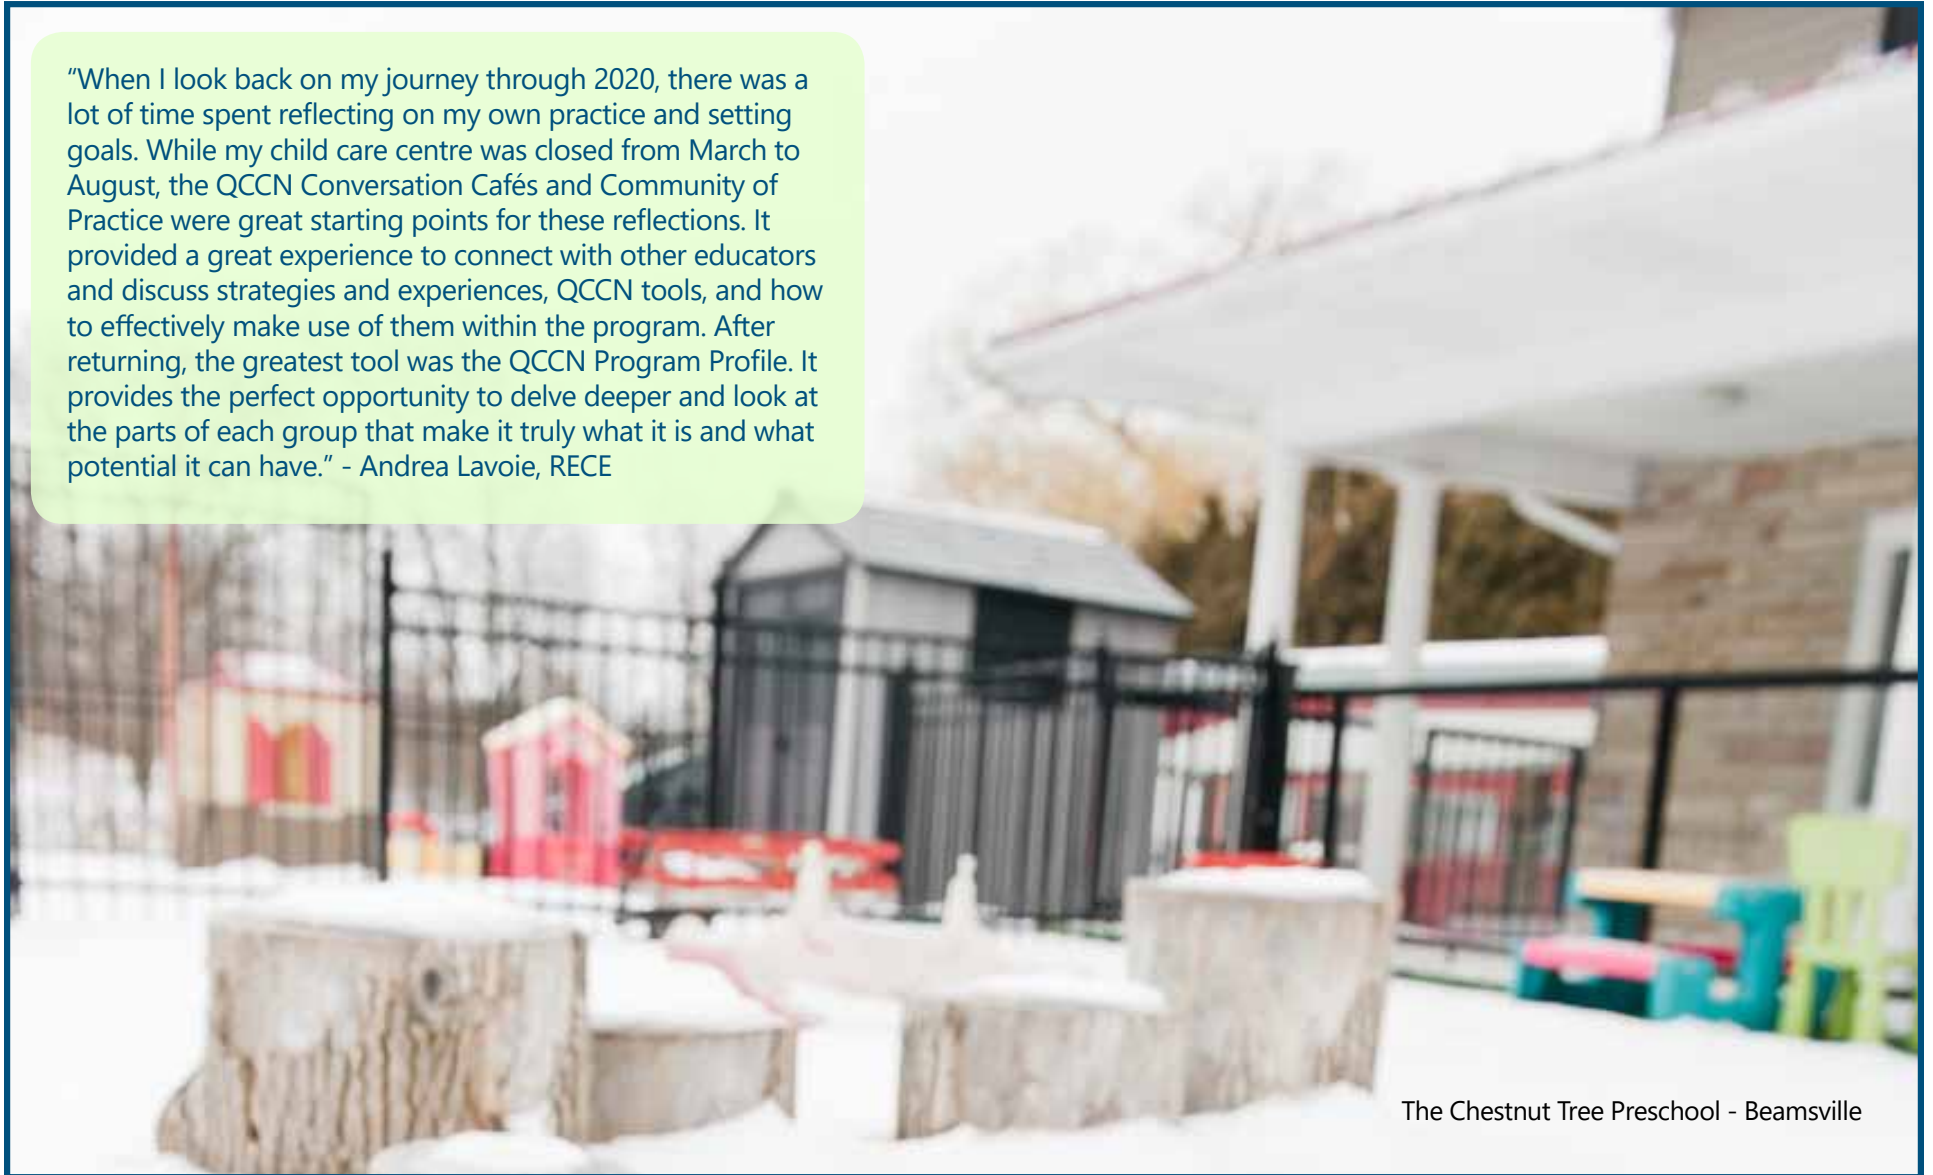 “When I look back on my journey through 2020, there was a
lot of time spent reflecting on my own practice and setting
goals. While my child care centre was closed from March to
August, the QCCN Conversation Cafés and Community of
Practice were great starting points for these reflections. It
provided a great experience to connect with other educators
and discuss strategies and experiences, QCCN tools, and how
to effectively make use of them within the program. After
returning, the greatest tool was the QCCN Program Profile. It
provides the perfect opportunity to delve deeper and look at
the parts of each group that make it truly what it is and what
potential it can have.” - Andrea Lavoie, RECE
The Chestnut Tree Preschool - Beamsville